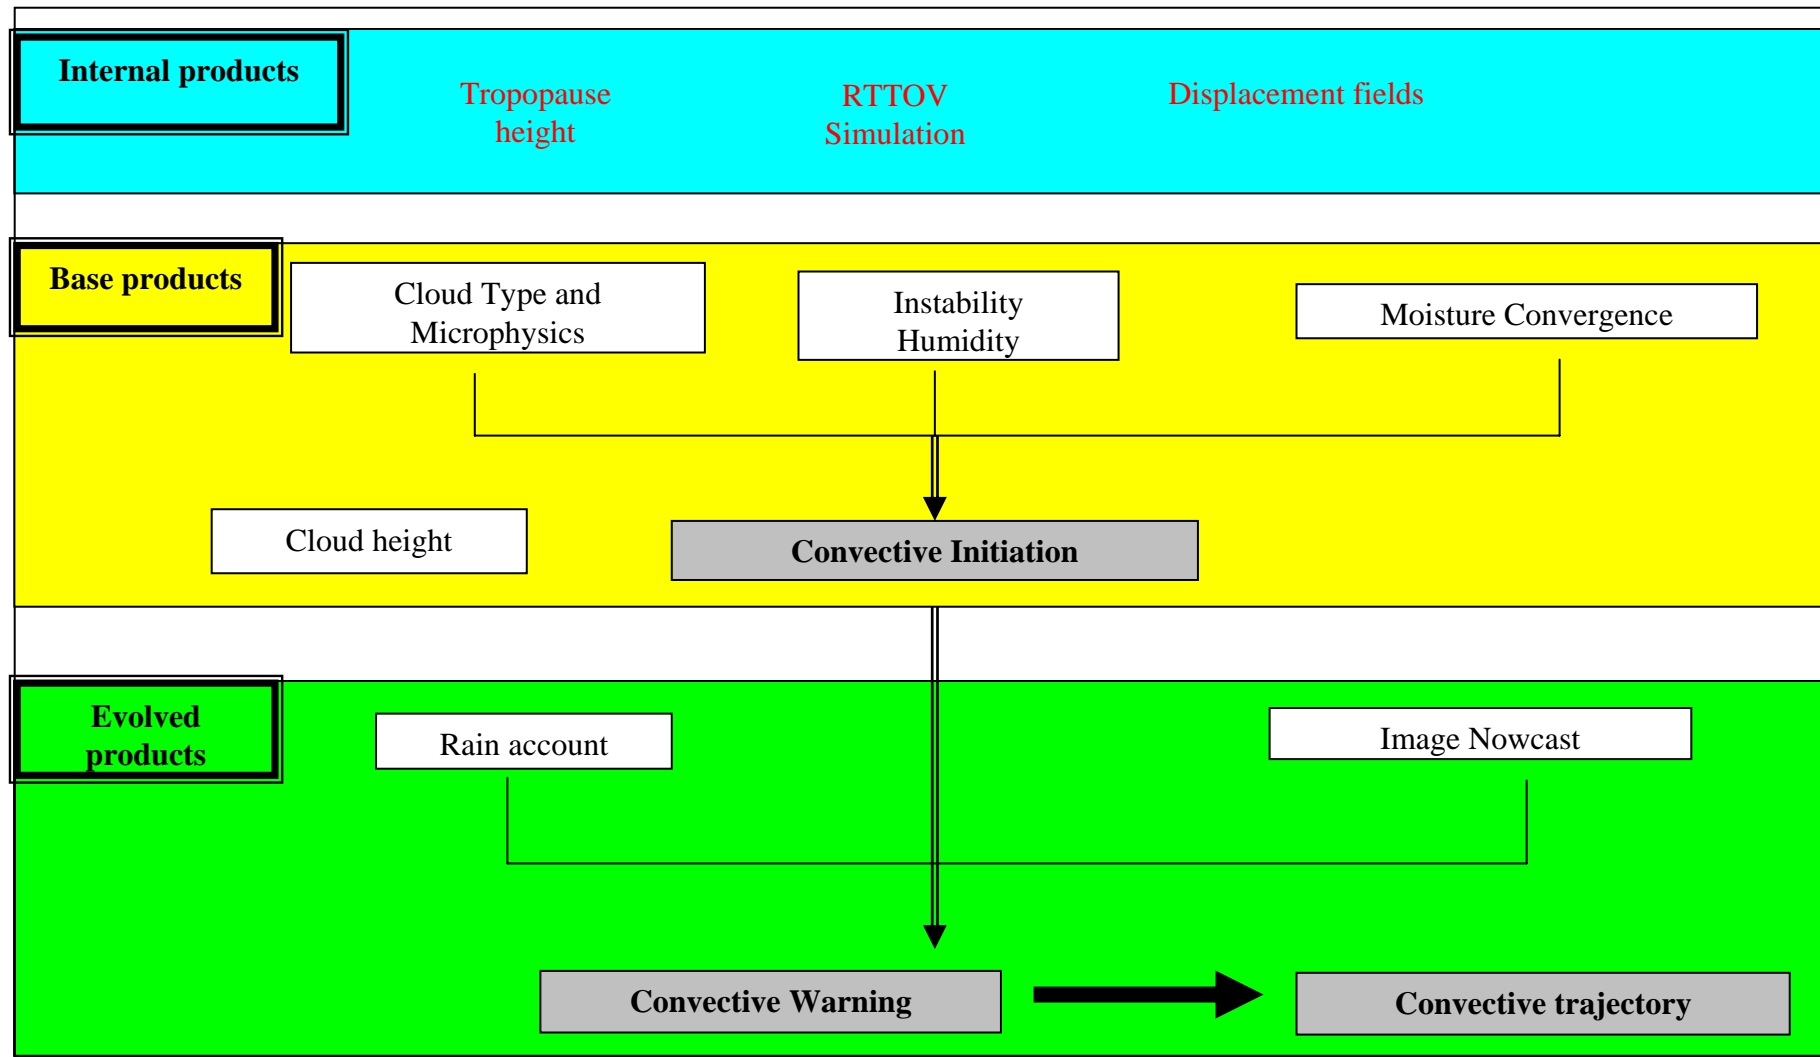 Internal products
Tropopause
height
RTTOV
Simulation
Displacement fields
Base products
Cloud Type and
Microphysics
Instability
Humidity
Moisture Convergence
Cloud height
Convective Initiation
Evolved
products
Rain account
Image Nowcast
Convective Warning
Convective trajectory